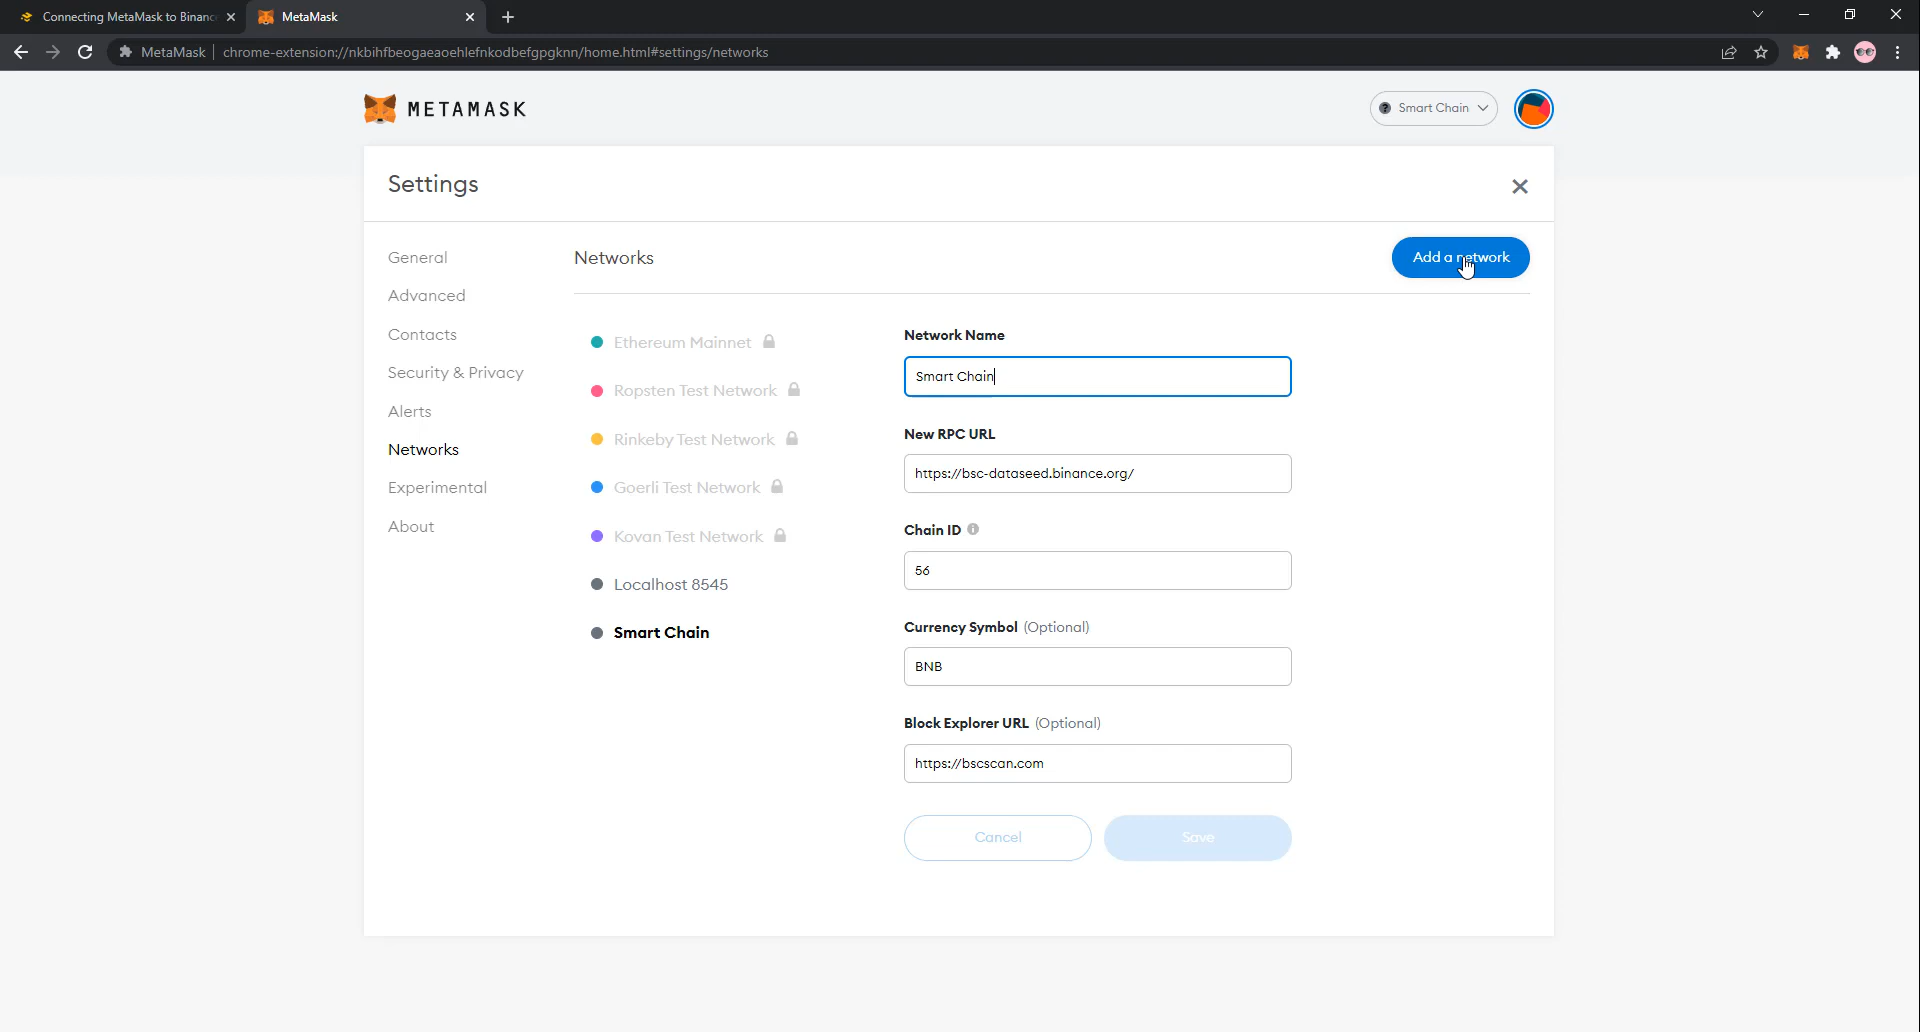 Connecting MetaMask to Binanc
MetaMask
MetaMask chrome-extension://nkbihfbeogaeaoehlefnkodbefgpgknn/home.html#settings/networks
METAMASK
Smart Chain
Settings
General
Advanced
Contacts
Security & Privacy
Alerts
Networks
Experimental
About
Networks
Add a network
Ethereum Mainnet
Ropsten Test Network
Rinkeby Test Network
Goerli Test Network
Kovan Test Network
Localhost 8545
Smart Chain
Network Name
Smart Chain
New RPC URL
https://bsc-dataseed.binance.org/
Chain ID
56
Currency Symbol (Optional)
BNB
Block Explorer URL (Optional)
https://bscscan.com
Cancel
Save